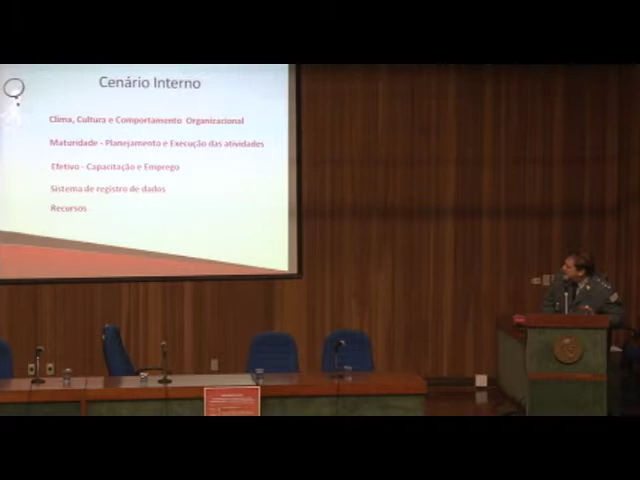 Cenário Interno
Clima, Cultura e Comportamento Organizacional
Maturidade - Planejamento e Execução das atividades
Efetivo - Capacitação e Emprego
Sistema de registro de dados
Recursos